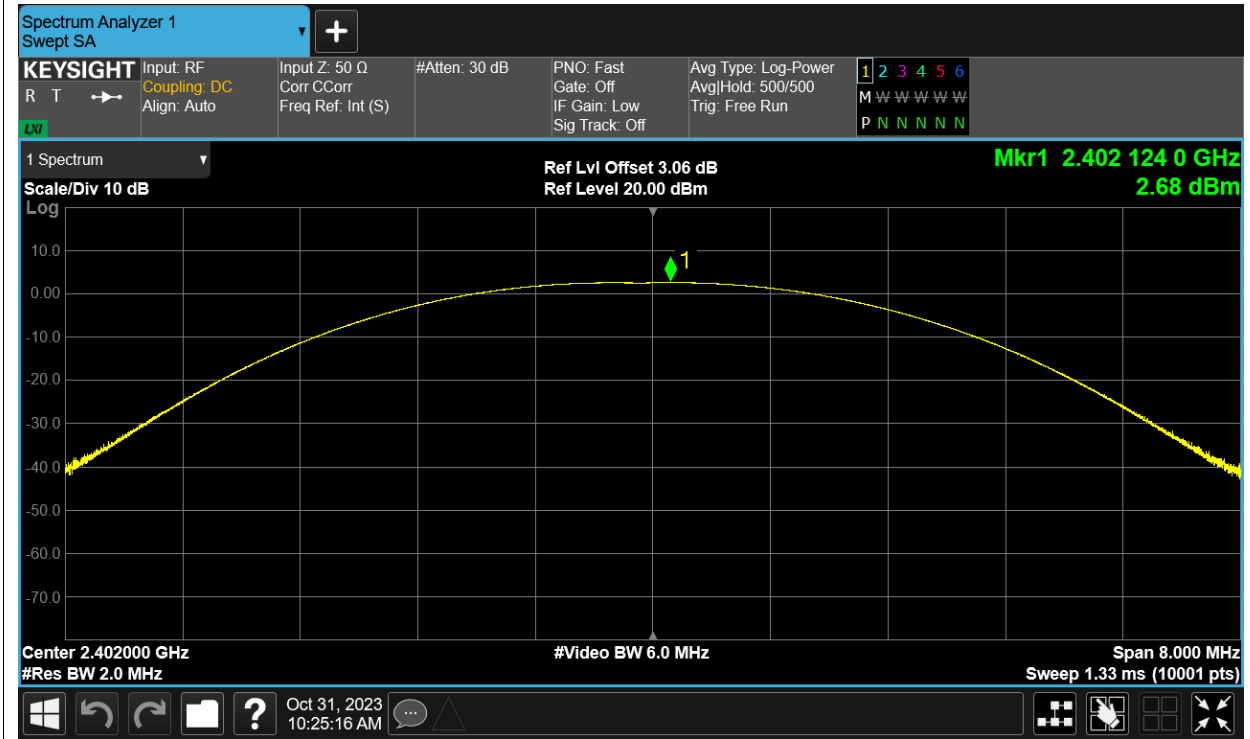 Spectrum Analyzer 1
Swept SA
KEYSIGHT
R T
LXI
Input: RF
Coupling: DC
Align: Auto
Input Z: 50 Ω
Corr CCorr
Freq Ref: Int (S)
#Atten: 30 dB
PNO: Fast
Gate: Off
IF Gain: Low
Sig Track: Off
Avg Type: Log-Power
Avg|Hold: 500/500
Trig: Free Run
1 2 3 4 5 6
M W W W W W
P N N N N N
1 Spectrum
Scale/Div 10 dB
Log
Ref Lvl Offset 3.06 dB
Ref Level 20.00 dBm
Mkr1 2.402 124 0 GHz
2.68 dBm
1
10.0
0.00
-10.0
-20.0
-30.0
-40.0
-50.0
-60.0
-70.0
Center 2.402000 GHz
#Video BW 6.0 MHz
Span 8.000 MHz
#Res BW 2.0 MHz
Sweep 1.33 ms (10001 pts)
?
Oct 31, 2023
10:25:16 AM